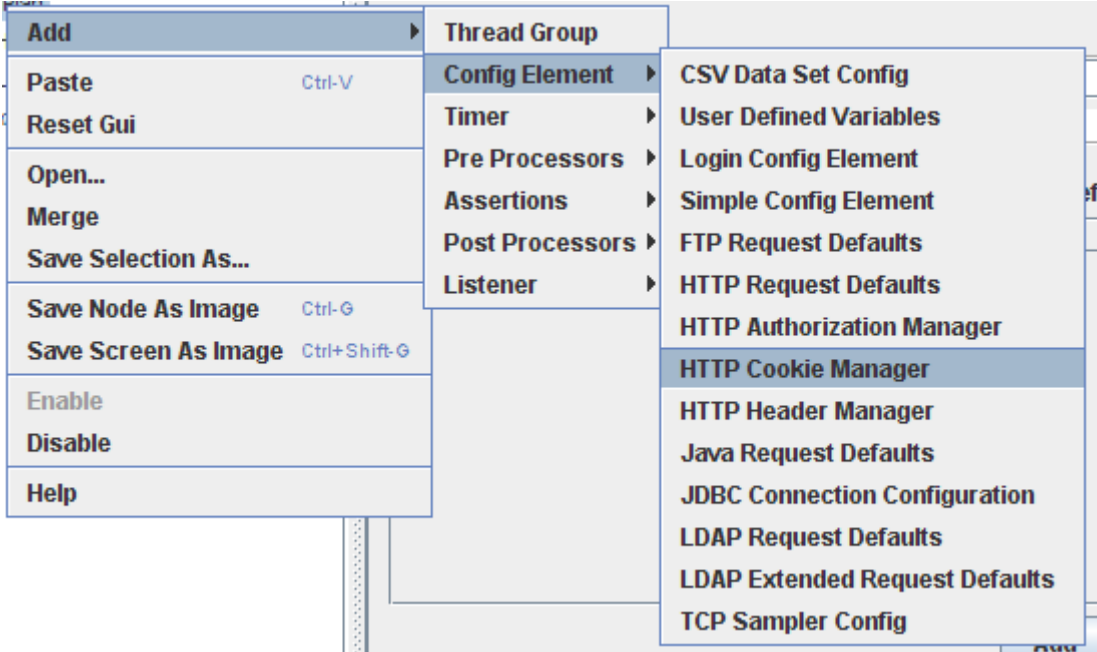 Add
Paste Ctrl-V
Reset Gui
Open...
Merge
Save Selection As...
Save Node As Image Ctrl-G
Save Screen As Image Ctrl+Shift-G
Enable
Disable
Help
Thread Group
Config Element
Timer
Pre Processors
Assertions
Post Processors
Listener
CSV Data Set Config
User Defined Variables
Login Config Element
Simple Config Element
FTP Request Defaults
HTTP Request Defaults
HTTP Authorization Manager
HTTP Cookie Manager
HTTP Header Manager
Java Request Defaults
JDBC Connection Configuration
LDAP Request Defaults
LDAP Extended Request Defaults
TCP Sampler Config